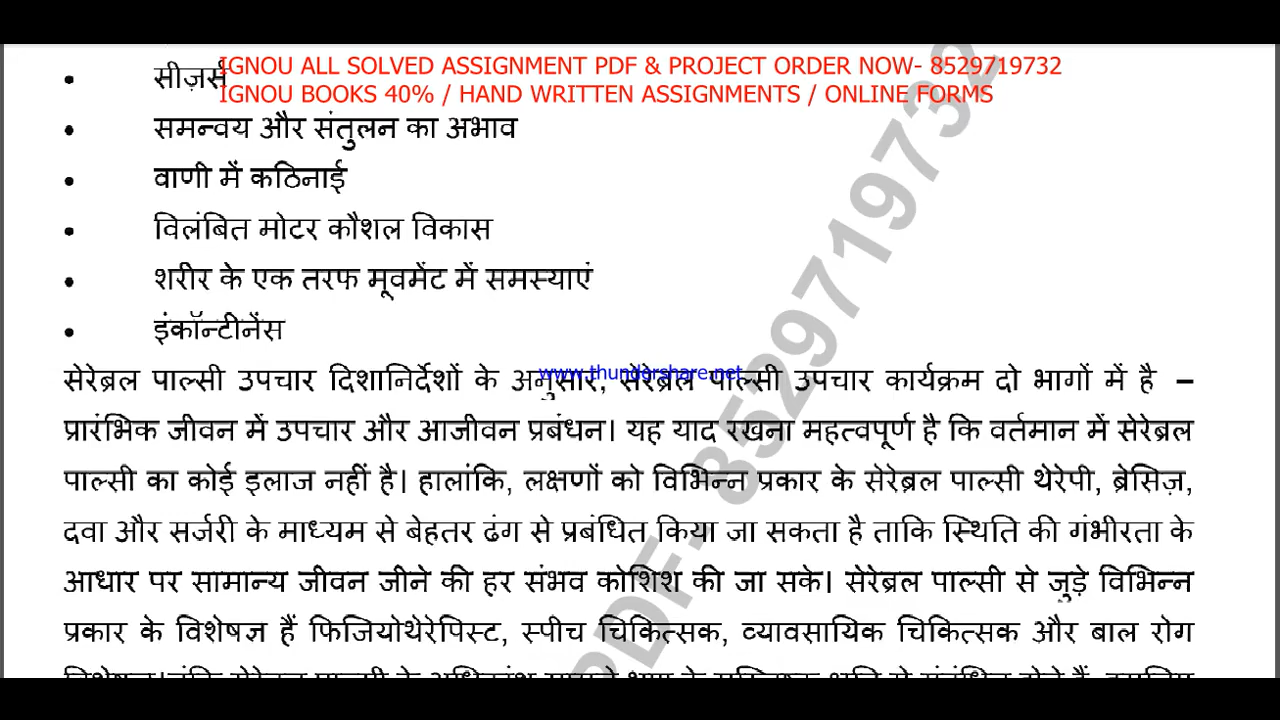 IGNOU ALL SOLVED ASSIGNMENT PDF & PROJECT ORDER NOW- 8529719732
IGNOU BOOKS 40% / HAND WRITTEN ASSIGNMENTS / ONLINE FORMS
• सीज़र्स
• समन्वय और संतुलन का अभाव
• वाणी में कठिनाई
• विलंबित मोटर कौशल विकास
• शरीर के एक तरफ मूवमेंट में समस्याएं
• इंकॉन्टीनेंस
www.thundershare.net
सेरेब्रल पाल्सी उपचार दिशानिर्देशों के अनुसार, सेरेब्रल पाल्सी उपचार कार्यक्रम दो भागों में है –
प्रारंभिक जीवन में उपचार और आजीवन प्रबंधन। यह याद रखना महत्वपूर्ण है कि वर्तमान में सेरेब्रल
पाल्सी का कोई इलाज नहीं है। हालांकि, लक्षणों को विभिन्न प्रकार के सेरेब्रल पाल्सी थेरेपी, ब्रेसिज़,
दवा और सर्जरी के माध्यम से बेहतर ढंग से प्रबंधित किया जा सकता है ताकि स्थिति की गंभीरता के
आधार पर सामान्य जीवन जीने की हर संभव कोशिश की जा सके। सेरेब्रल पाल्सी से जुड़े विभिन्न
प्रकार के विशेषज्ञ हैं फिजियोथेरेपिस्ट, स्पीच चिकित्सक, व्यावसायिक चिकित्सक और बाल रोग
PDF- 8529719732